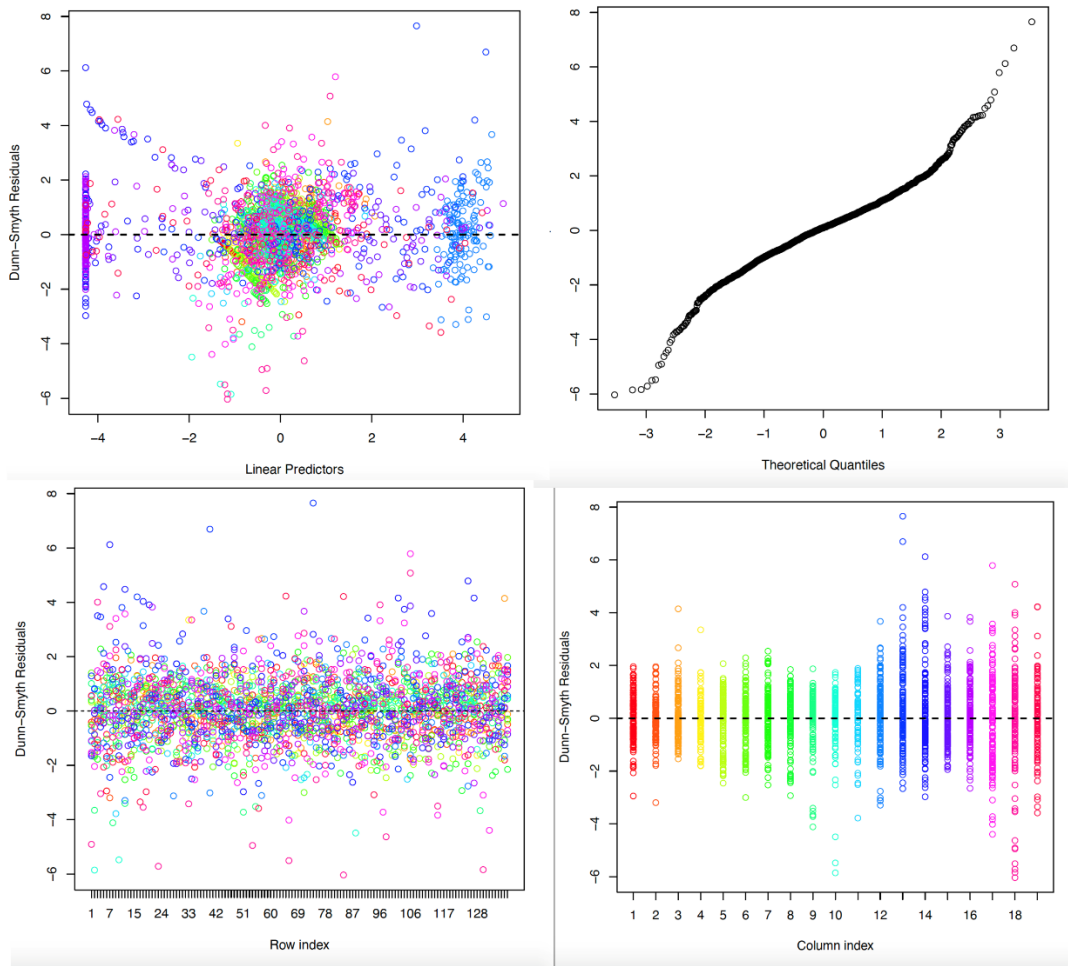 8
6
4
2
0
−2
−4
−6
Dunn−Smyth Residuals
−4 −2 0 2 4
Linear Predictors
8
6
4
2
0
−2
−4
−6
−3 −2 −1 0 1 2 3
Theoretical Quantiles
8
6
4
2
0
−2
−4
−6
Dunn−Smyth Residuals
1 7 15 24 33 42 51 60 69 78 87 96 106 117 128
Row index
8
6
4
2
0
−2
−4
−6
Dunn−Smyth Residuals
1 2 3 4 5 6 7 8 9 10 12 14 16 18
Column index